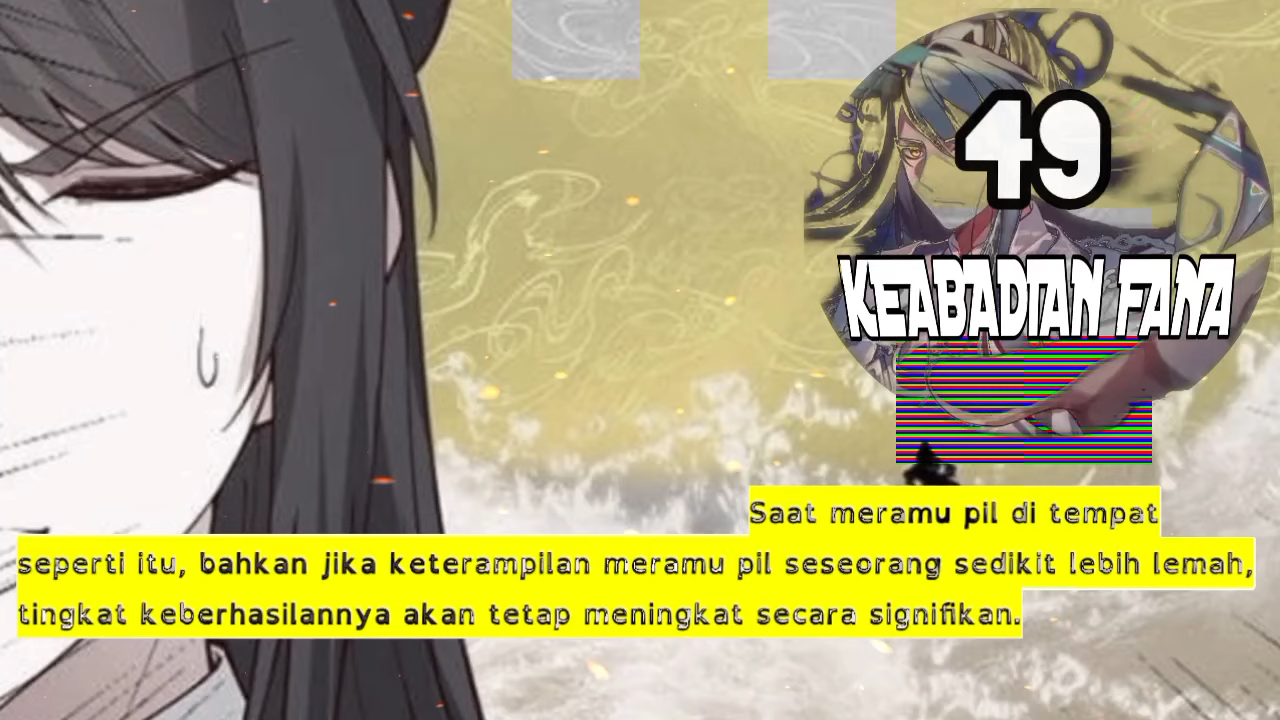 49
KEABADIAN FANA
Saat meramu pil di tempat
seperti itu, bahkan jika keterampilan meramu pil seseorang sedikit lebih lemah,
tingkat keberhasilannya akan tetap meningkat secara signifikan.